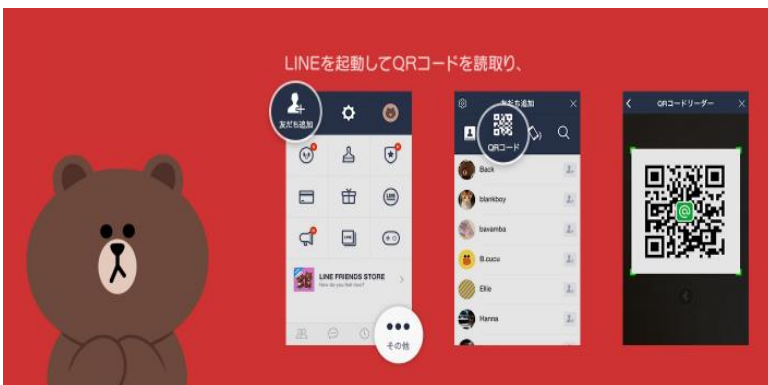 LINEを起動してQRコードを読取り、
友だち追加
LINE FRIENDS STORE
How do you feel now?
その他
友だち追加
QRコード
Back
blankboy
bavamba
B.cucu
Ellie
Hanna
QRコードリーダー